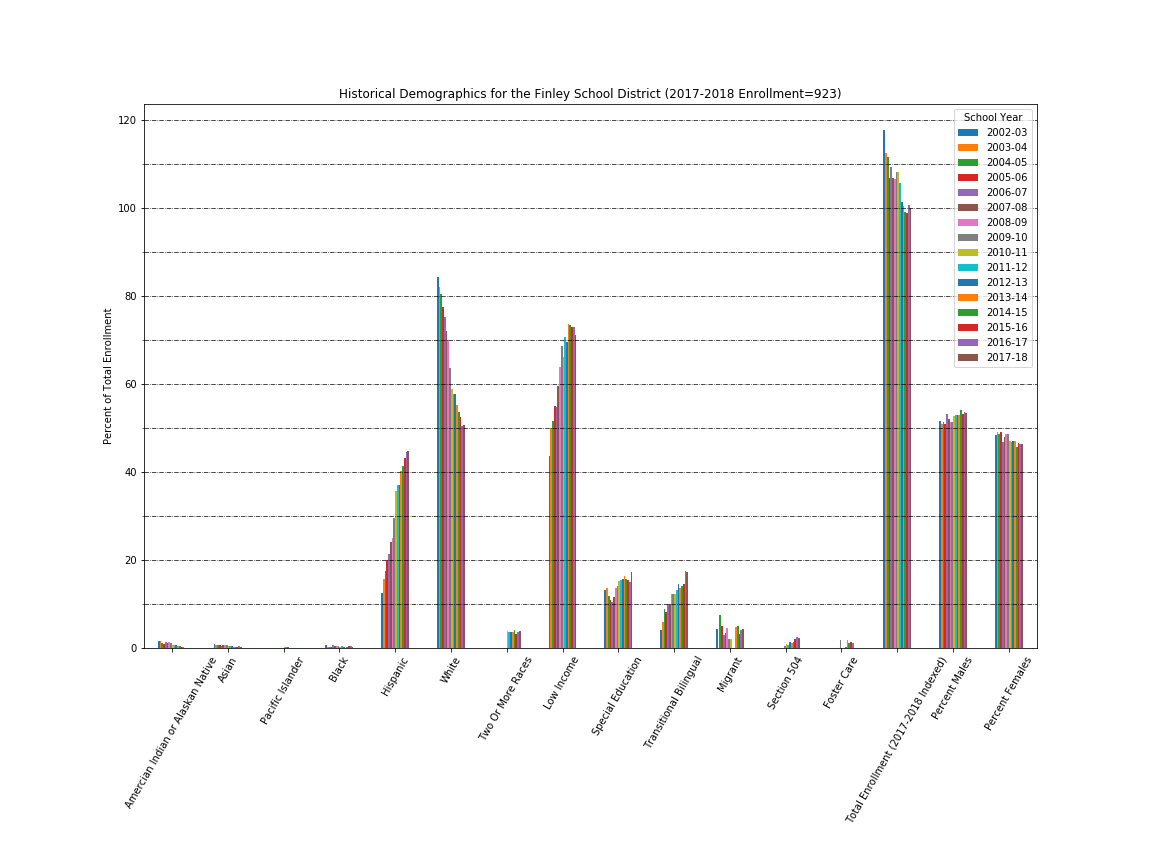 Historical Demographics for the Finley School District (2017-2018 Enrollment=923)
Percent of Total Enrollment
120
100
80
60
40
20
0
School Year
2002-03
2003-04
2004-05
2005-06
2006-07
2007-08
2008-09
2009-10
2010-11
2011-12
2012-13
2013-14
2014-15
2015-16
2016-17
2017-18
Amercian Indian or Alaskan Native
Asian
Pacific Islander
Black
Hispanic
White
Two Or More Races
Low Income
Special Education
Transitional Bilingual
Migrant
Section 504
Foster Care
Total Enrollment (2017-2018 Indexed)
Percent Males
Percent Females